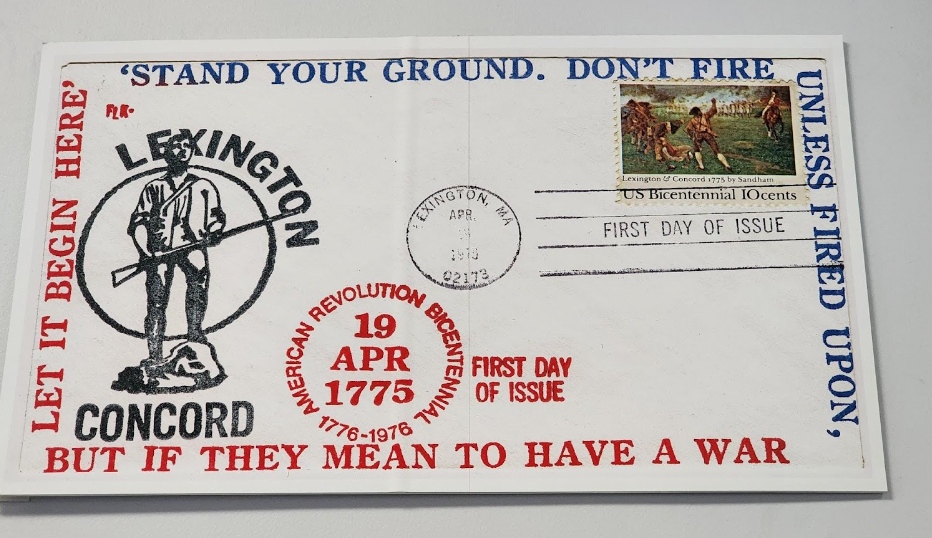 'STAND YOUR GROUND. DON'T FIRE
UNLESS FIRED UPON,
BUT IF THEY MEAN TO HAVE A WAR
LET IT BEGIN HERE'
LEXINGTON
CONCORD
LEXINGTON, MA
APR.
02173
FIRST DAY OF ISSUE
Lexington & Concord 1775 by Sandham
US Bicentennial 10cents
AMERICAN REVOLUTION BICENTENNIAL
19
APR
1775
1776-1976
FIRST DAY
OF ISSUE